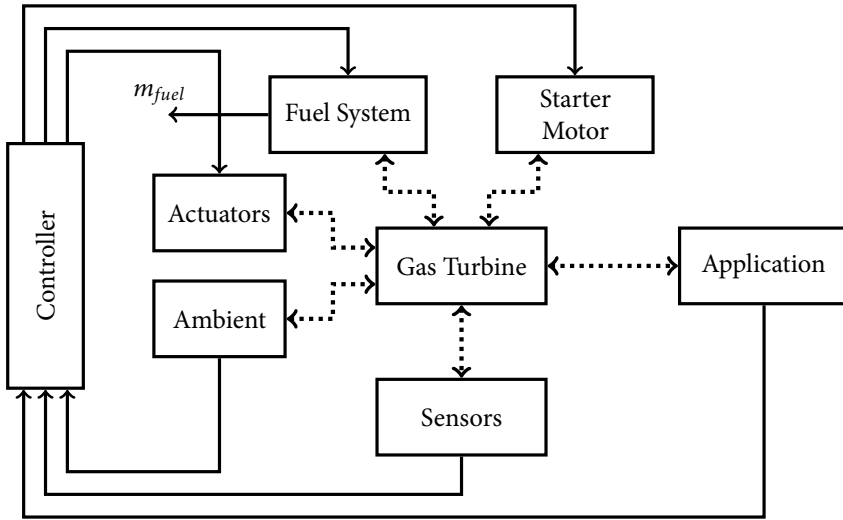 m_fuel
Fuel System
Starter
Motor
Controller
Actuators
Gas Turbine
Application
Ambient
Sensors